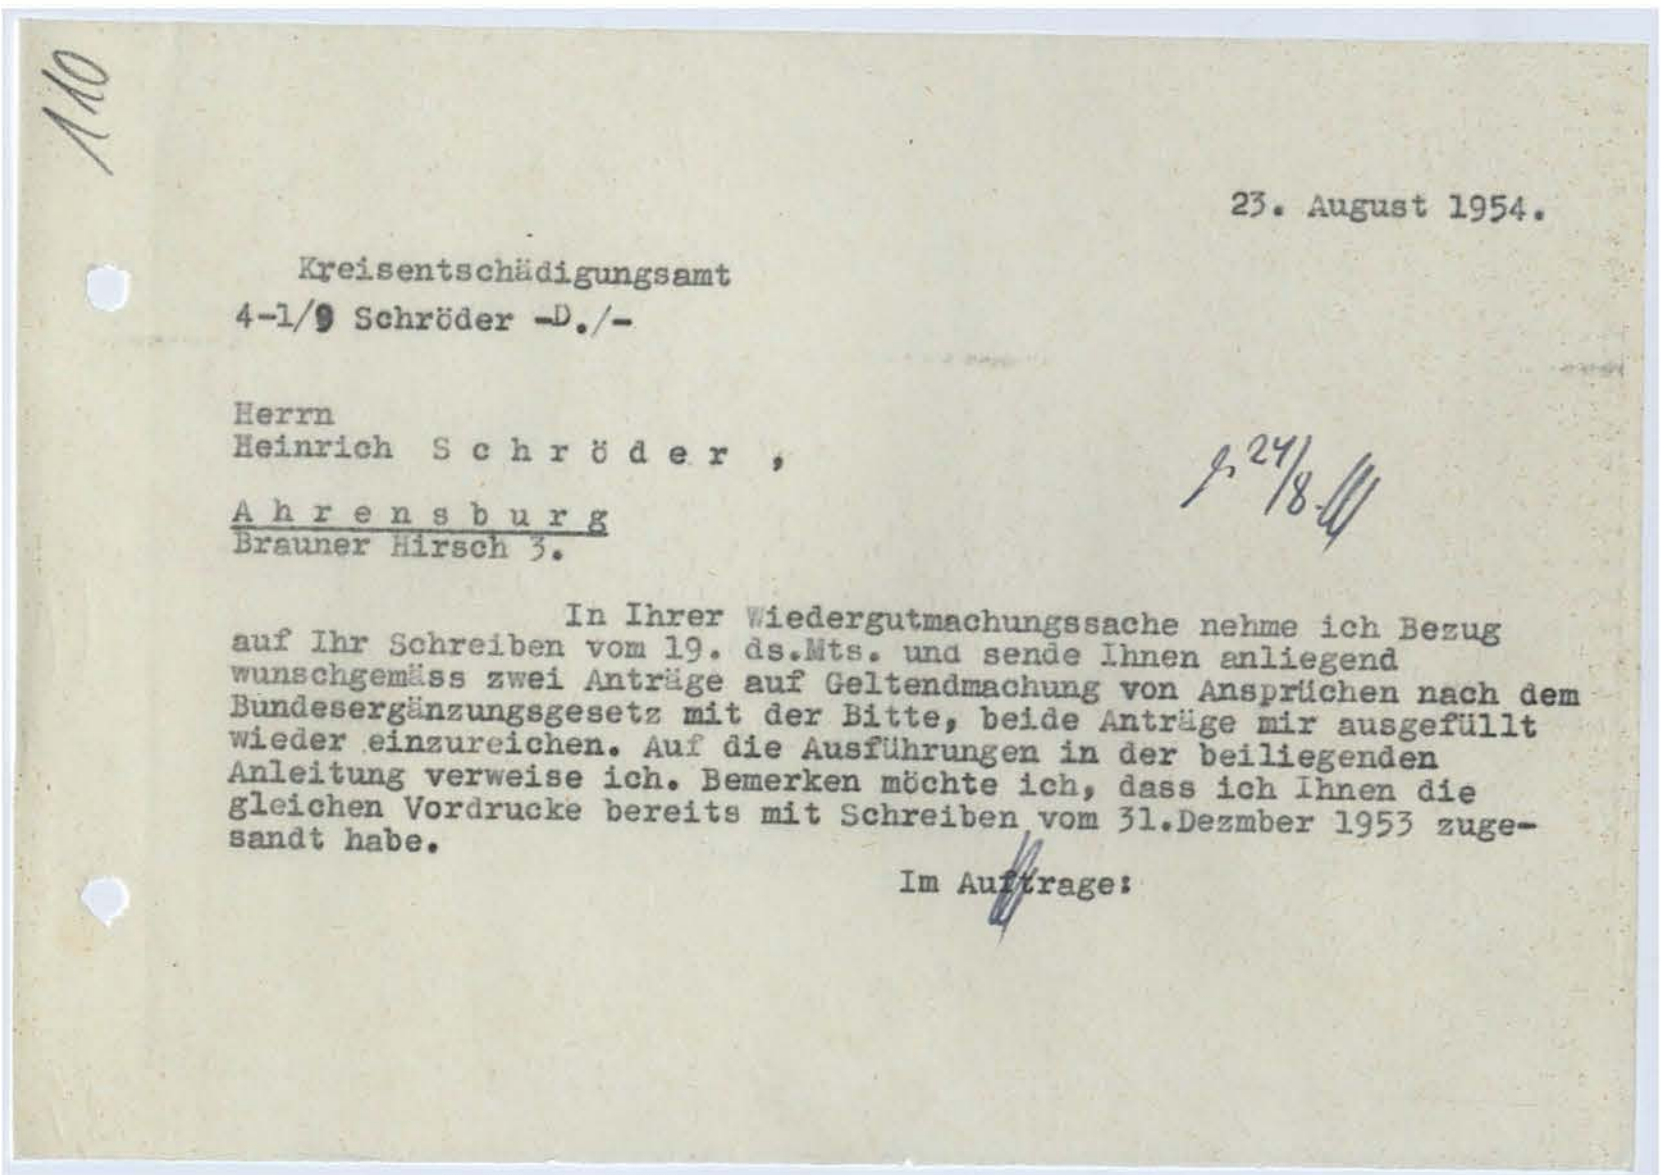 110
23. August 1954.
Kreisentschädigungsamt
4-1/9 Schröder -D./-
Herrn
Heinrich S c h r ö d e r ,
24/8
A h r e n s b u r g
Brauner Hirsch 3.
In Ihrer Wiedergutmachungssache nehme ich Bezug
auf Ihr Schreiben vom 19. ds.Mts. und sende Ihnen anliegend
wunschgemäss zwei Anträge auf Geltendmachung von Ansprüchen nach dem
Bundesergänzungsgesetz mit der Bitte, beide Anträge mir ausgefüllt
wieder einzureichen. Auf die Ausführungen in der beiliegenden
Anleitung verweise ich. Bemerken möchte ich, dass ich Ihnen die
gleichen Vordrucke bereits mit Schreiben vom 31.Dezmber 1953 zuge-
sandt habe.
Im Auftrage: